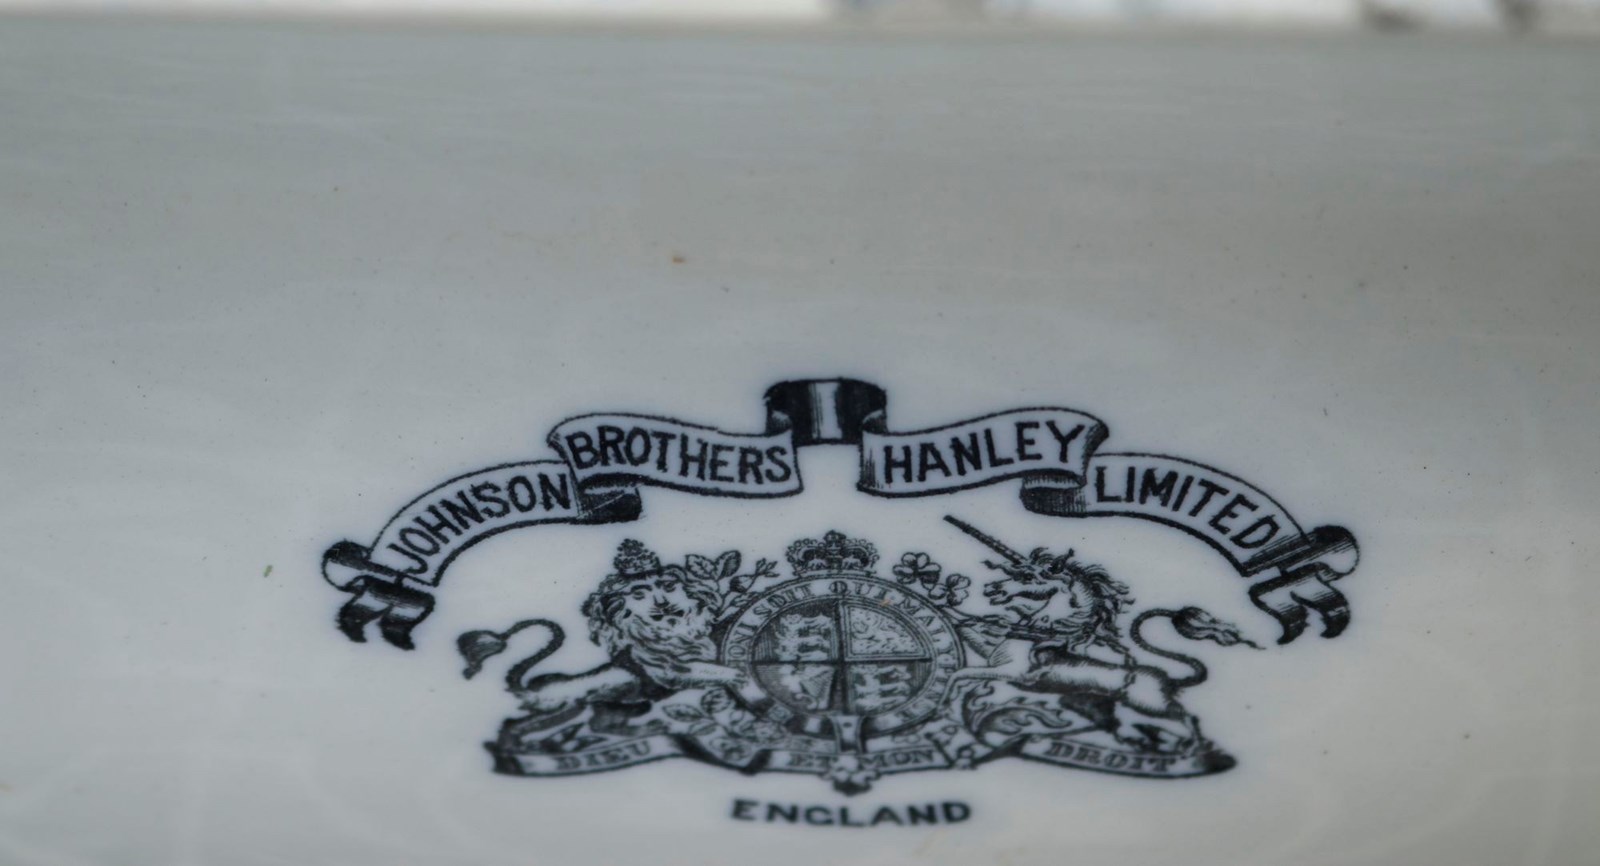 JOHNSON BROTHERS HANLEY LIMITED
DIEU ET MON DROIT
ENGLAND